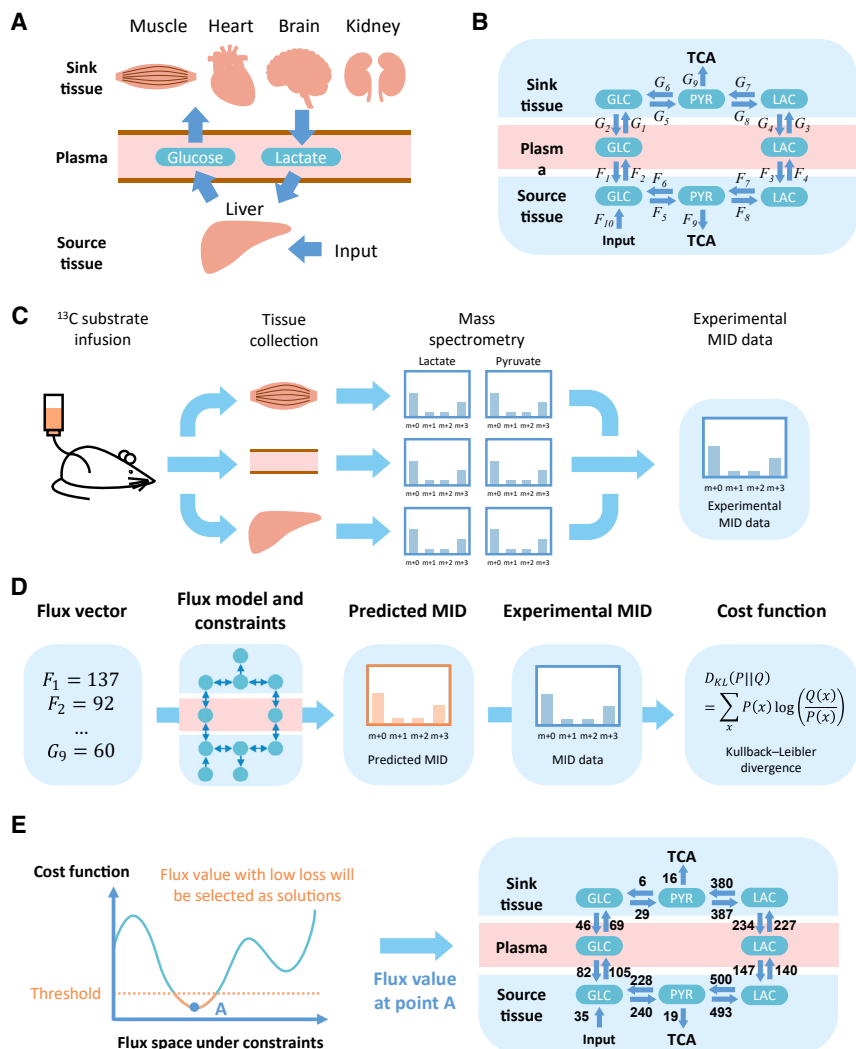 A
Muscle Heart Brain Kidney
Sink
tissue
Plasma
Glucose Lactate
Liver
Source
tissue
Input
B
TCA
Sink
tissue
G6 G9 G7
GLC PYR LAC
G5 G8
G2 G1 G4 G3
Plasm
a
GLC LAC
F1 F2 F3 F4
Source
tissue
F6 F7
GLC PYR LAC
F10 F5 F9 F8
Input TCA
C
13C substrate
infusion
Tissue
collection
Mass
spectrometry
Experimental
MID data
Lactate Pyruvate
m+0 m+1 m+2 m+3 m+0 m+1 m+2 m+3
m+0 m+1 m+2 m+3 m+0 m+1 m+2 m+3
m+0 m+1 m+2 m+3 m+0 m+1 m+2 m+3
m+0 m+1 m+2 m+3
Experimental
MID data
D
Flux vector
Flux model and
constraints
Predicted MID
Experimental MID
Cost function
F1 = 137
F2 = 92
...
G9 = 60
m+0 m+1 m+2 m+3
Predicted MID
m+0 m+1 m+2 m+3
MID data
DKL(P||Q)
= ∑x P(x) log (Q(x)/P(x))
Kullback–Leibler
divergence
E
Cost function
Flux value with low loss will
be selected as solutions
Threshold
A
Flux space under constraints
Flux value
at point A
TCA
Sink
tissue
6 16 380
GLC PYR LAC
29 387
46 69 234 227
Plasma
GLC LAC
82 105 147 140
Source
tissue
228 500
GLC PYR LAC
35 240 19 493
Input TCA